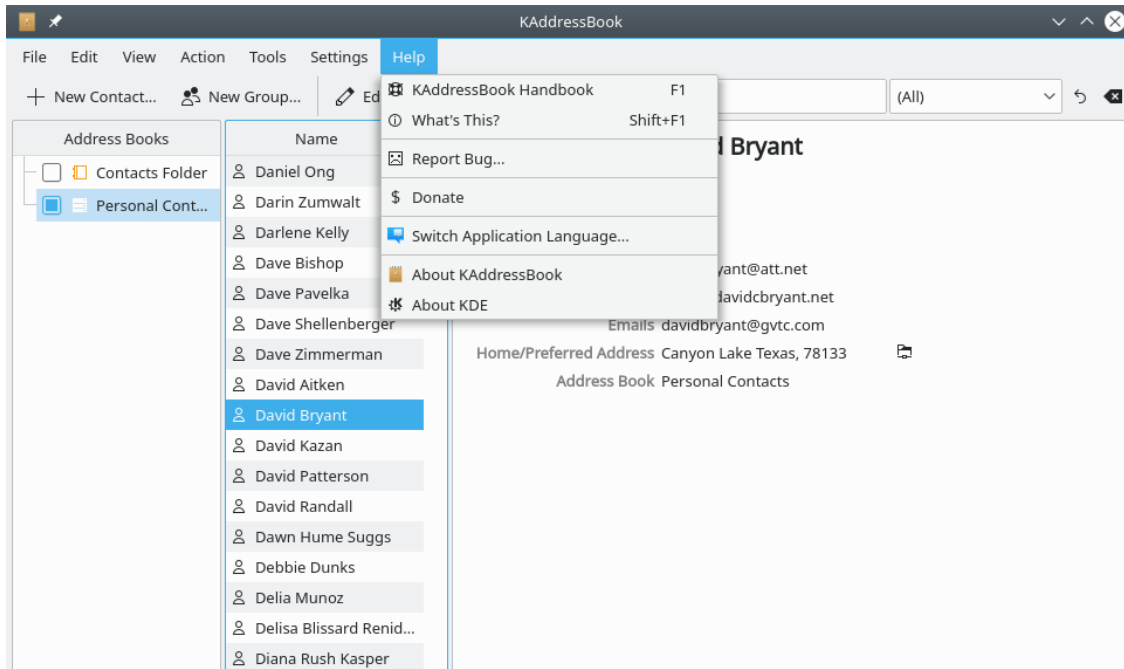 KAddressBook
File Edit View Action Tools Settings Help
New Contact... New Group... Ed (All)
KAddressBook Handbook F1
What's This? Shift+F1
Report Bug...
Donate
Switch Application Language...
About KAddressBook
About KDE
Address Books
Contacts Folder
Personal Cont...
Name
Daniel Ong
Darin Zumwalt
Darlene Kelly
Dave Bishop
Dave Pavelka
Dave Shellenberger
Dave Zimmerman
David Aitken
David Bryant
David Kazan
David Patterson
David Randall
Dawn Hume Suggs
Debbie Dunks
Delia Munoz
Delisa Blissard Renid...
Diana Rush Kasper
d Bryant
yant@att.net
davidcbryant.net
Emails davidbryant@gvtc.com
Home/Preferred Address Canyon Lake Texas, 78133
Address Book Personal Contacts